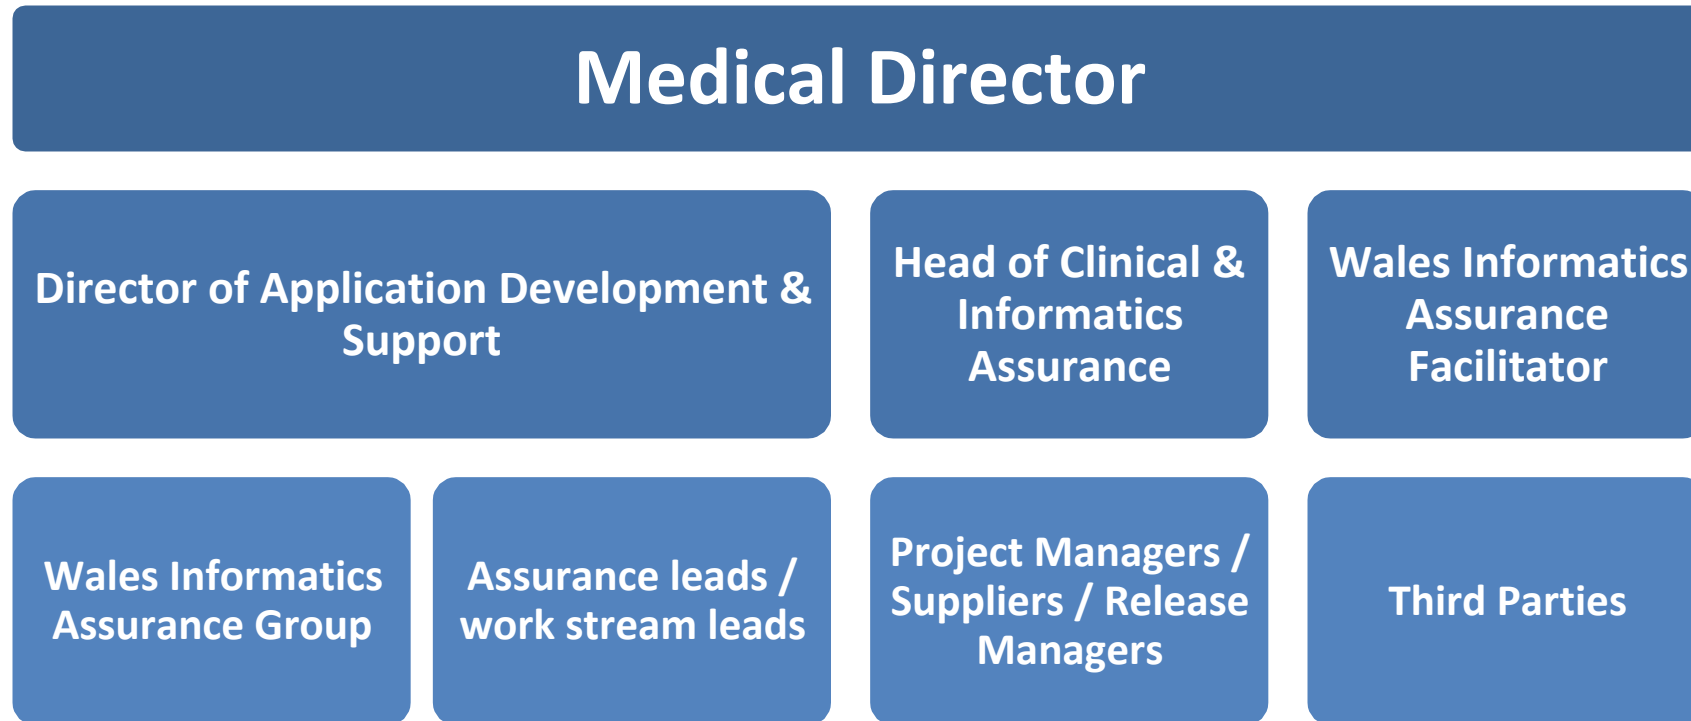 Medical Director
Director of Application Development &
Support
Head of Clinical &
Informatics
Assurance
Wales Informatics
Assurance
Facilitator
Wales Informatics
Assurance Group
Assurance leads /
work stream leads
Project Managers /
Suppliers / Release
Managers
Third Parties